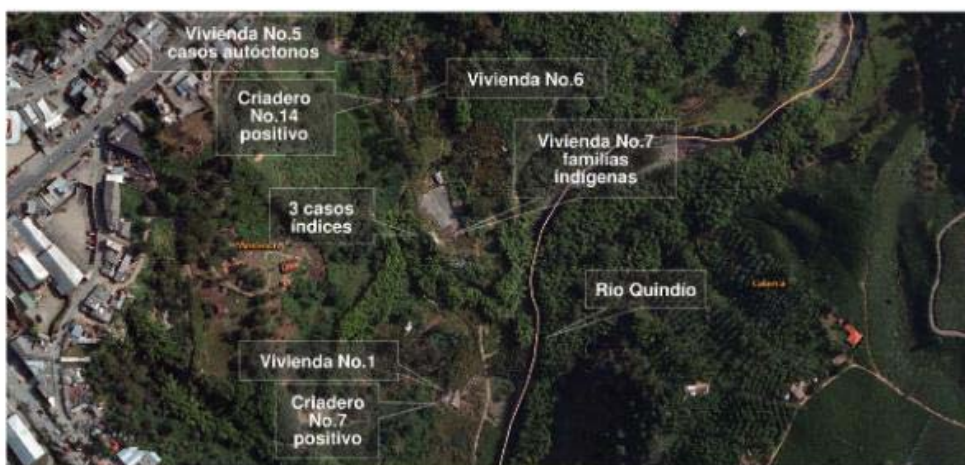 Vivienda No.5
casos autóctonos
Vivienda No.6
Criadero
No.14
positivo
Vivienda No.7
familias
indígenas
3 casos
índices
Río Quindío
Vivienda No.1
Criadero
No.7
positivo